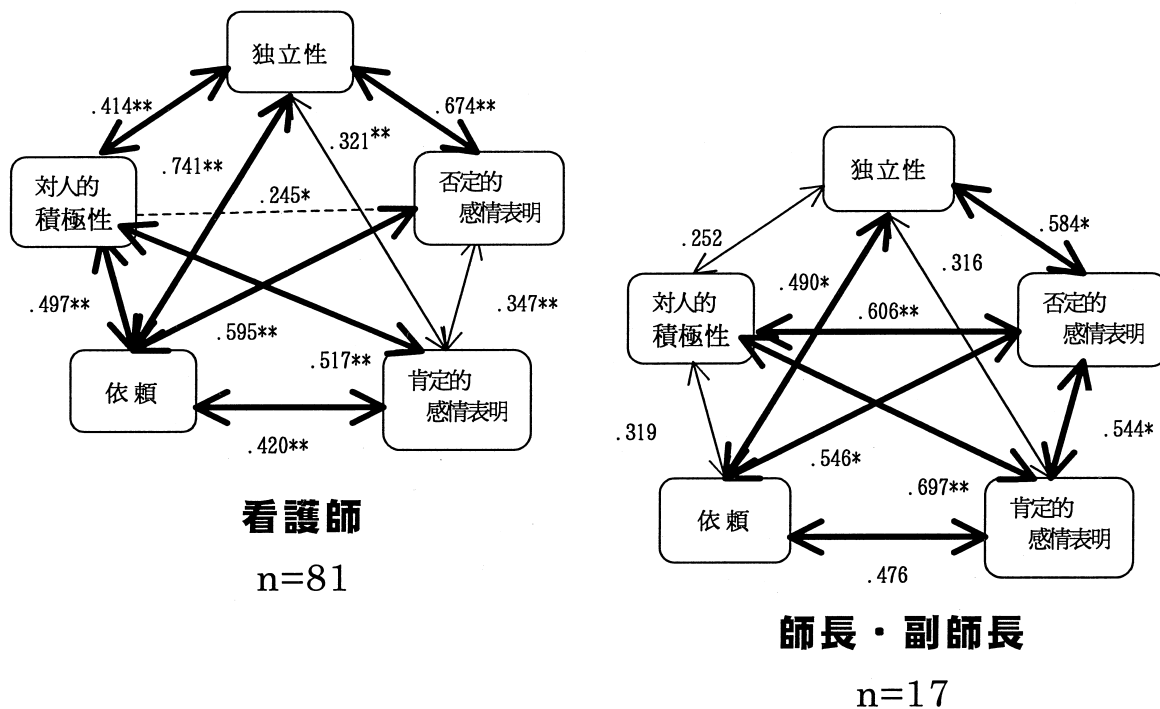 独立性
.414**
.674**
.321**
.741**
対人的
積極性
.245*
否定的
感情表明
.497**
.595**
.347**
.517**
依頼
肯定的
感情表明
.420**
看護師
n=81
独立性
.252
.584*
.490*
.316
対人的
積極性
.606**
否定的
感情表明
.319
.546*
.544*
.697**
依頼
肯定的
感情表明
.476
師長・副師長
n=17